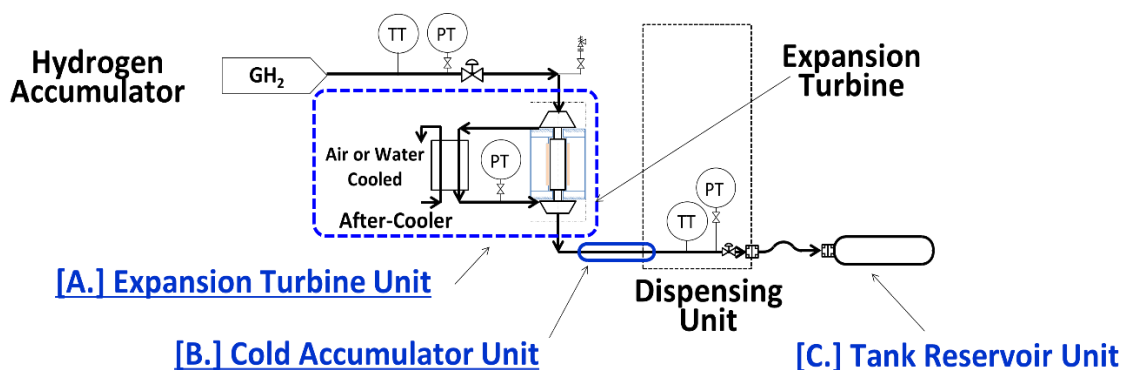 TT
PT
Hydrogen
Accumulator
GH₂
Expansion
Turbine
Air or Water
Cooled
PT
After-Cooler
PT
TT
[A.] Expansion Turbine Unit
Dispensing
Unit
[B.] Cold Accumulator Unit
[C.] Tank Reservoir Unit